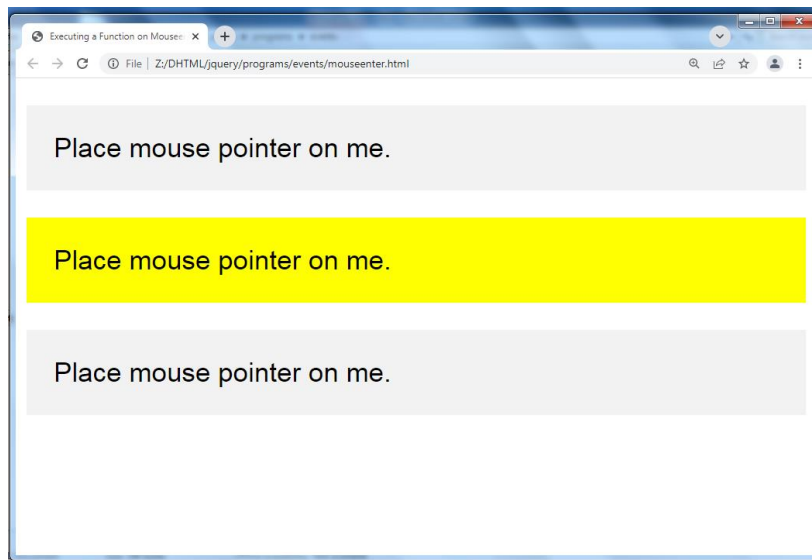 Executing a Function on Mousee
File
Z:/DHTML/jquery/programs/events/mouseenter.html
Place mouse pointer on me.
Place mouse pointer on me.
Place mouse pointer on me.